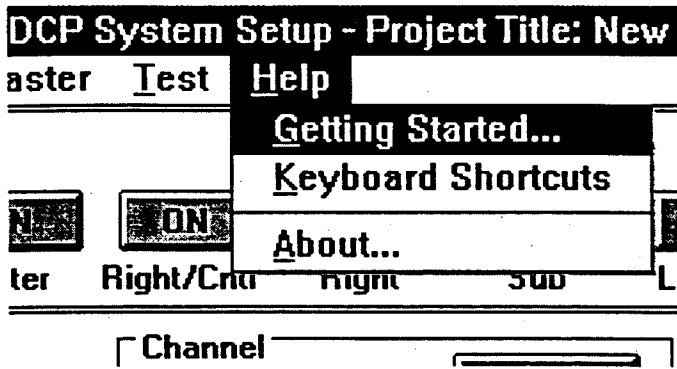 DCP System Setup - Project Title: New
aster Test Help
Getting Started...
Keyboard Shortcuts
ON
About...
ter Right/Cntr Right Sub L
Channel